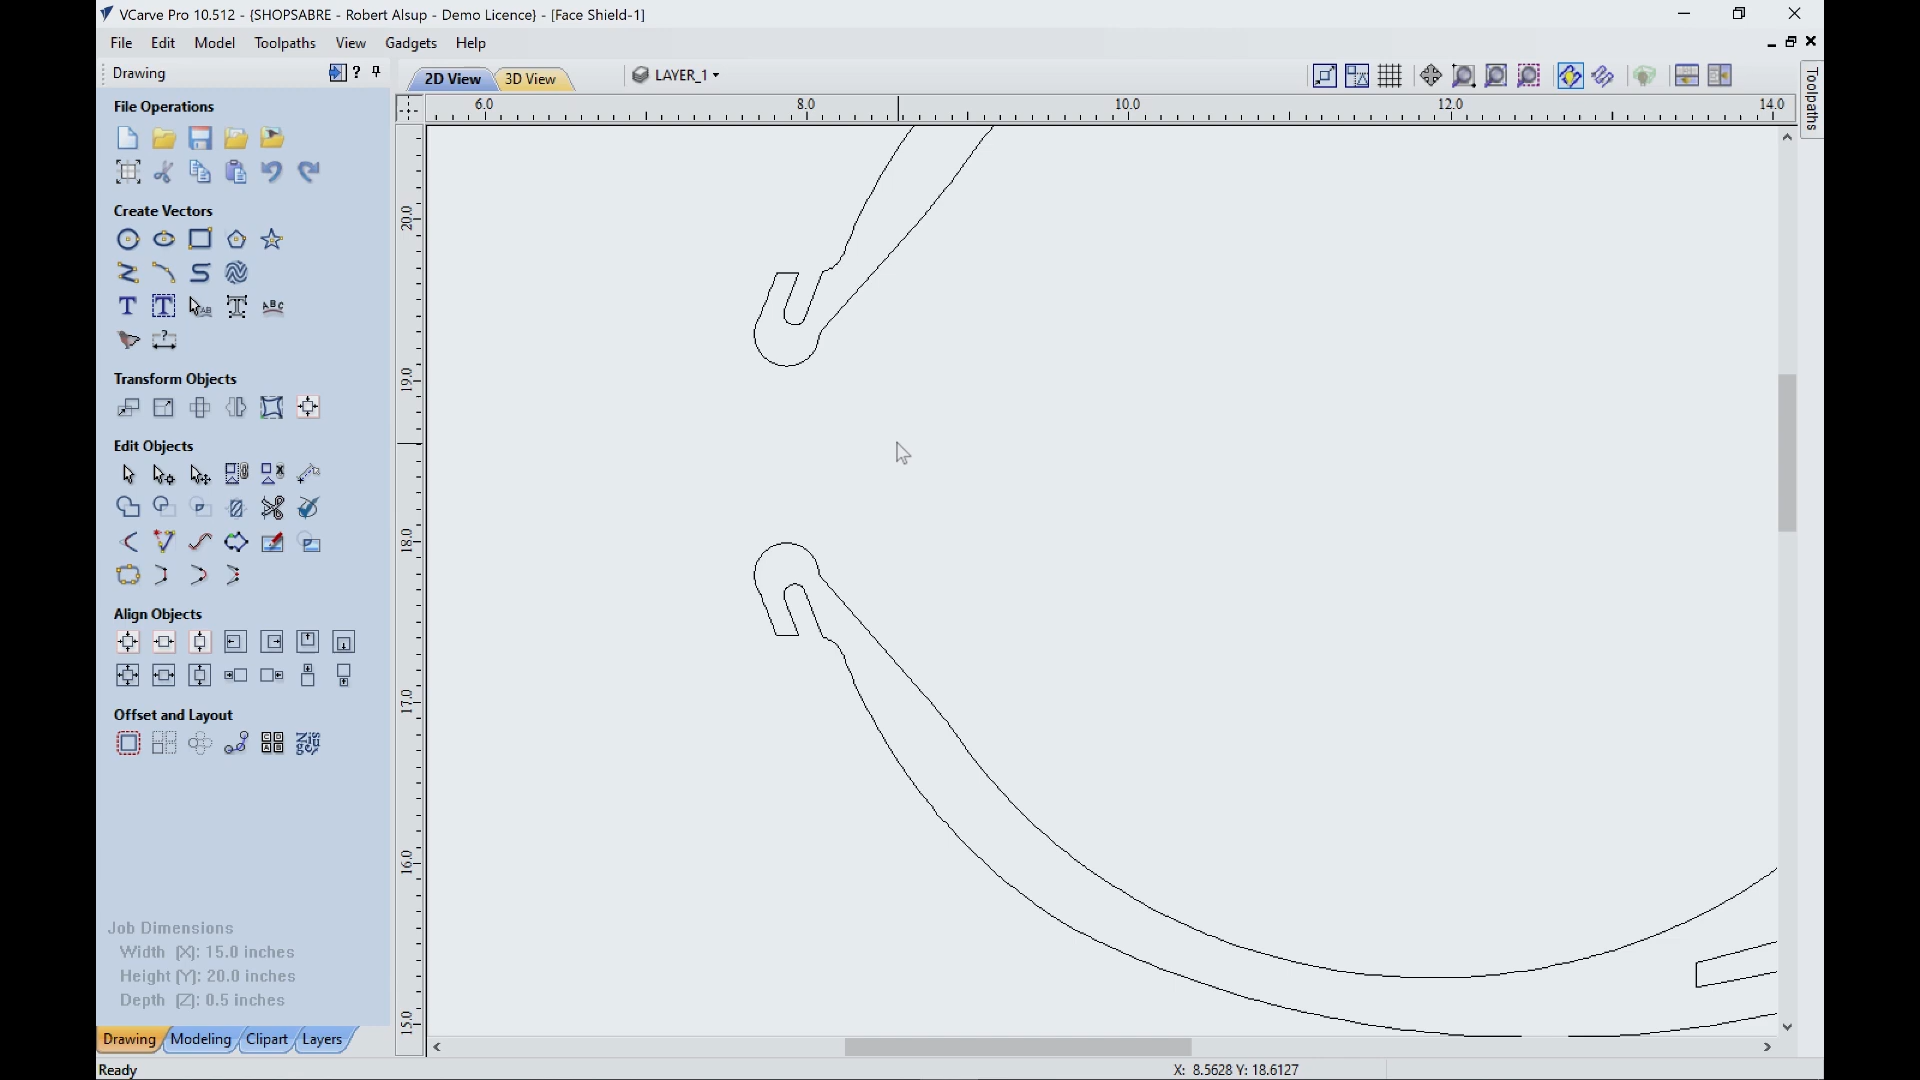 VCarve Pro 10.512 - {SHOPSABRE - Robert Alsup - Demo Licence} - [Face Shield-1]
File Edit Model Toolpaths View Gadgets Help
Drawing
2D View 3D View LAYER_1
Toolpaths
6.0 8.0 10.0 12.0 14.0
20.0
19.0
18.0
17.0
16.0
15.0
File Operations
Create Vectors
Transform Objects
Edit Objects
Align Objects
Offset and Layout
Job Dimensions
Width (X): 15.0 inches
Height (Y): 20.0 inches
Depth (Z): 0.5 inches
Drawing Modeling Clipart Layers
Ready
X: 8.5628 Y: 18.6127